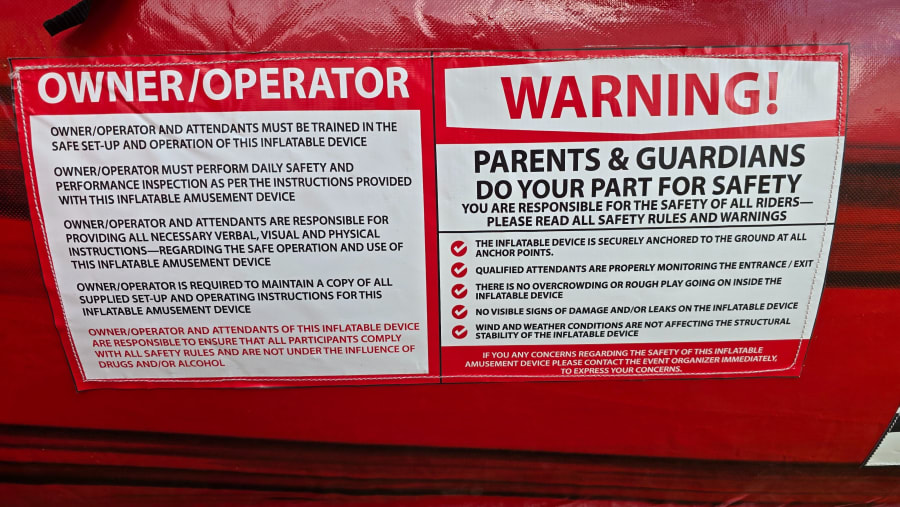 OWNER/OPERATOR
OWNER/OPERATOR AND ATTENDANTS MUST BE TRAINED IN THE
SAFE SET-UP AND OPERATION OF THIS INFLATABLE DEVICE
OWNER/OPERATOR MUST PERFORM DAILY SAFETY AND
PERFORMANCE INSPECTION AS PER THE INSTRUCTIONS PROVIDED
WITH THIS INFLATABLE AMUSEMENT DEVICE
OWNER/OPERATOR AND ATTENDANTS ARE RESPONSIBLE FOR
PROVIDING ALL NECESSARY VERBAL, VISUAL AND PHYSICAL
INSTRUCTIONS—REGARDING THE SAFE OPERATION AND USE OF
THIS INFLATABLE AMUSEMENT DEVICE
OWNER/OPERATOR IS REQUIRED TO MAINTAIN A COPY OF ALL
SUPPLIED SET-UP AND OPERATING INSTRUCTIONS FOR THIS
INFLATABLE AMUSEMENT DEVICE
OWNER/OPERATOR AND ATTENDANTS OF THIS INFLATABLE DEVICE
ARE RESPONSIBLE TO ENSURE THAT ALL PARTICIPANTS COMPLY
WITH ALL SAFETY RULES AND ARE NOT UNDER THE INFLUENCE OF
DRUGS AND/OR ALCOHOL
WARNING!
PARENTS & GUARDIANS
DO YOUR PART FOR SAFETY
YOU ARE RESPONSIBLE FOR THE SAFETY OF ALL RIDERS—
PLEASE READ ALL SAFETY RULES AND WARNINGS
THE INFLATABLE DEVICE IS SECURELY ANCHORED TO THE GROUND AT ALL
ANCHOR POINTS.
QUALIFIED ATTENDANTS ARE PROPERLY MONITORING THE ENTRANCE / EXIT
THERE IS NO OVERCROWDING OR ROUGH PLAY GOING ON INSIDE THE
INFLATABLE DEVICE
NO VISIBLE SIGNS OF DAMAGE AND/OR LEAKS ON THE INFLATABLE DEVICE
WIND AND WEATHER CONDITIONS ARE NOT AFFECTING THE STRUCTURAL
STABILITY OF THE INFLATABLE DEVICE
IF YOU ANY CONCERNS REGARDING THE SAFETY OF THIS INFLATABLE
AMUSEMENT DEVICE PLEASE CONTACT THE EVENT ORGANIZER IMMEDIATELY,
TO EXPRESS YOUR CONCERNS.